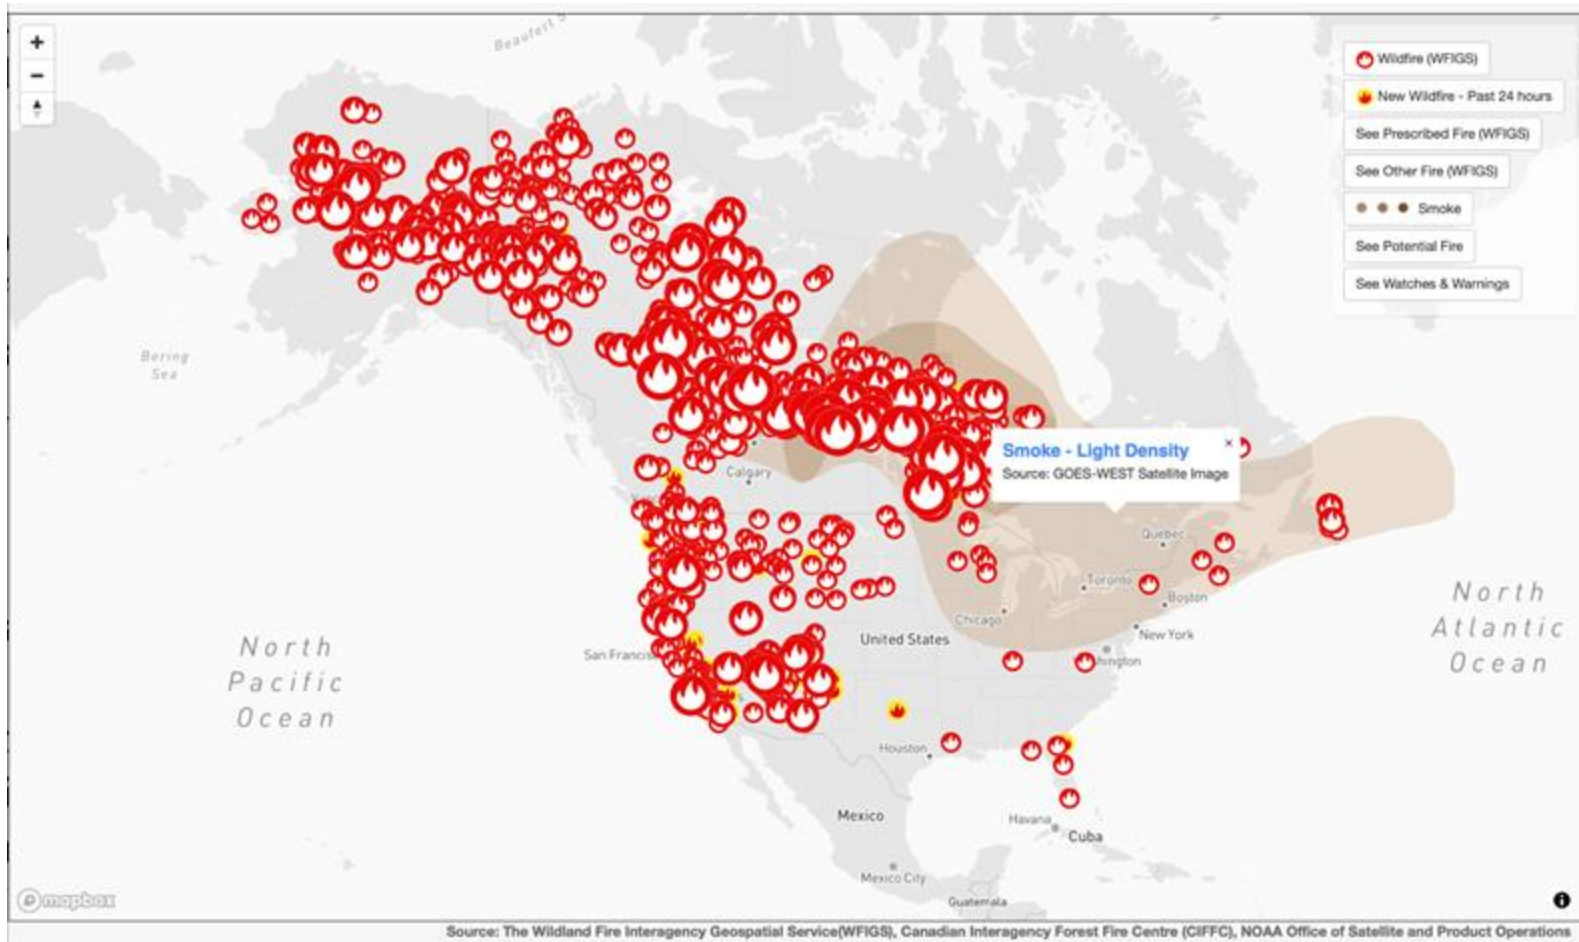 +
−
Beaufort S
Wildfire (WFIGS)
New Wildfire - Past 24 hours
See Prescribed Fire (WFIGS)
See Other Fire (WFIGS)
Smoke
See Potential Fire
See Watches & Warnings
Bering
Sea
Smoke - Light Density
×
Source: GOES-WEST Satellite Image
Calgary
Quebec
Toronto
Boston
Chicago
New York
United States
San Francis
hington
North
Pacific
Ocean
North
Atlantic
Ocean
Houston
Mexico
Havana
Cuba
Mexico City
Guatemala
mapbox
i
Source: The Wildland Fire Interagency Geospatial Service(WFIGS), Canadian Interagency Forest Fire Centre (CIFFC), NOAA Office of Satellite and Product Operations